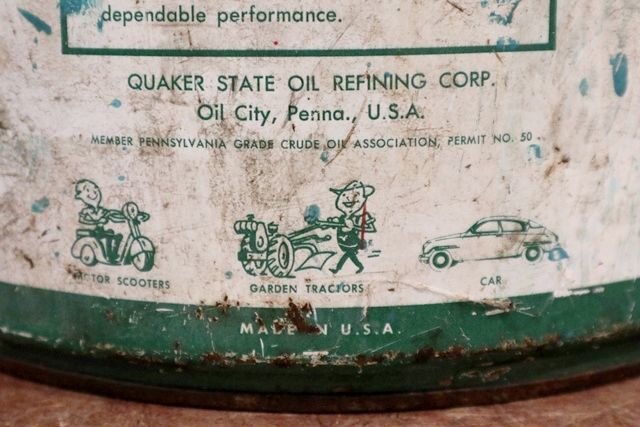 dependable performance.
QUAKER STATE OIL REFINING CORP.
Oil City, Penna., U.S.A.
MEMBER PENNSYLVANIA GRADE CRUDE OIL ASSOCIATION, PERMIT NO. 50
MOTOR SCOOTERS GARDEN TRACTORS CAR
MADE IN U.S.A.